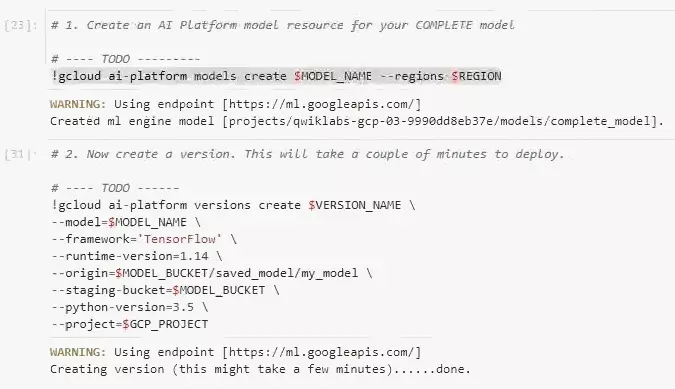 [23]: # 1. Create an AI Platform model resource for your COMPLETE model
# ---- TODO ---------
!gcloud ai-platform models create $MODEL_NAME --regions $REGION
WARNING: Using endpoint [https://ml.googleapis.com/]
Created ml engine model [projects/qwiklabs-gcp-03-9990dd8eb37e/models/complete_model].
[31]: # 2. Now create a version. This will take a couple of minutes to deploy.
# ---- TODO ------
!gcloud ai-platform versions create $VERSION_NAME \
--model=$MODEL_NAME \
--framework='TensorFlow' \
--runtime-version=1.14 \
--origin=$MODEL_BUCKET/saved_model/my_model \
--staging-bucket=$MODEL_BUCKET \
--python-version=3.5 \
--project=$GCP_PROJECT
WARNING: Using endpoint [https://ml.googleapis.com/]
Creating version (this might take a few minutes)......done.